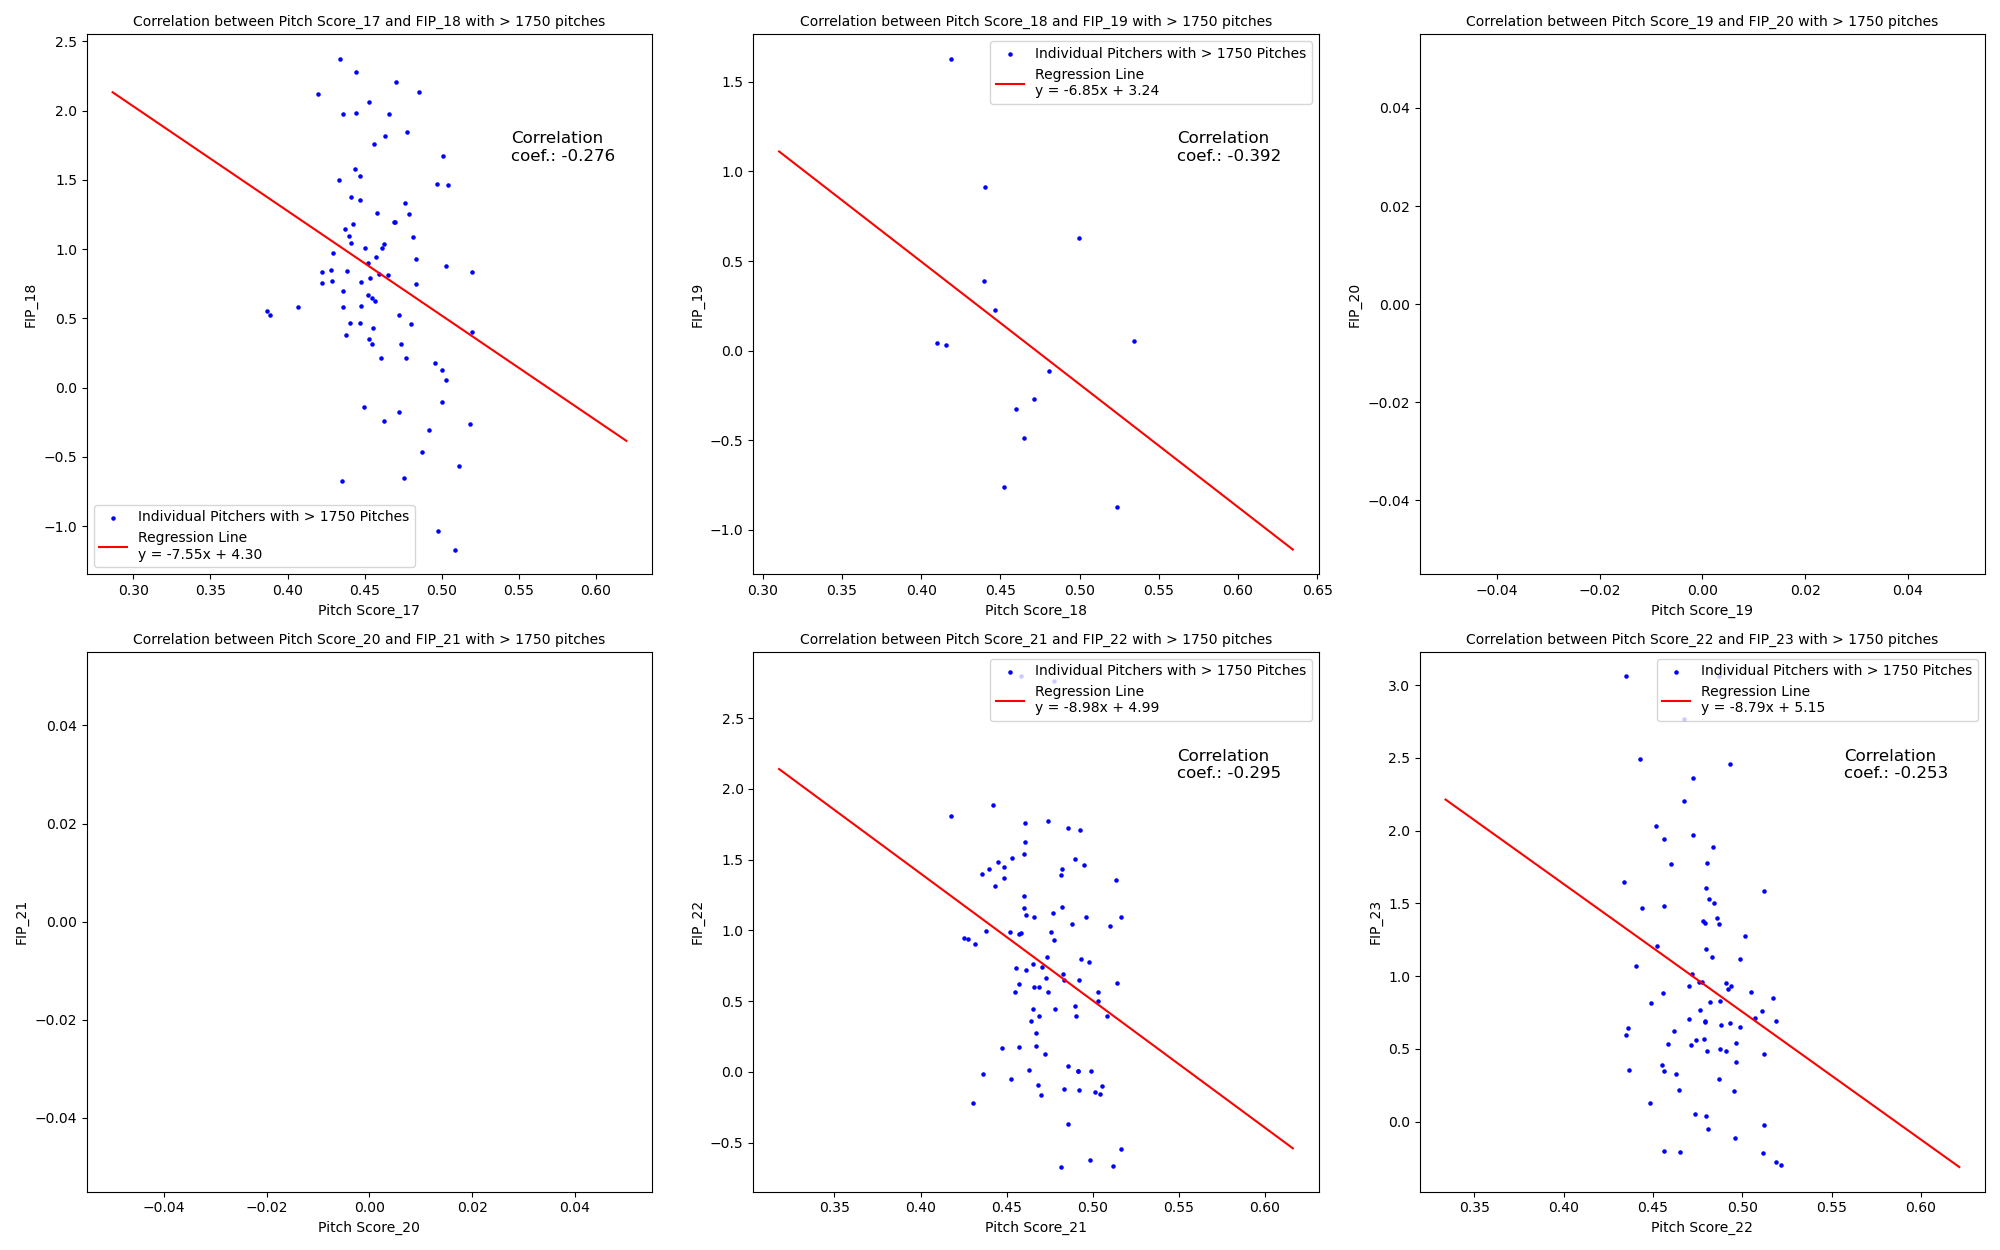 Correlation between Pitch Score_17 and FIP_18 with > 1750 pitches
2.5
2.0
1.5
1.0
0.5
0.0
−0.5
−1.0
FIP_18
Correlation
coef.: -0.276
Individual Pitchers with > 1750 Pitches
Regression Line
y = -7.55x + 4.30
0.30 0.35 0.40 0.45 0.50 0.55 0.60
Pitch Score_17
Correlation between Pitch Score_18 and FIP_19 with > 1750 pitches
1.5
1.0
0.5
0.0
−0.5
−1.0
FIP_19
Individual Pitchers with > 1750 Pitches
Regression Line
y = -6.85x + 3.24
Correlation
coef.: -0.392
0.30 0.35 0.40 0.45 0.50 0.55 0.60 0.65
Pitch Score_18
Correlation between Pitch Score_19 and FIP_20 with > 1750 pitches
0.04
0.02
0.00
−0.02
−0.04
FIP_20
−0.04 −0.02 0.00 0.02 0.04
Pitch Score_19
Correlation between Pitch Score_20 and FIP_21 with > 1750 pitches
0.04
0.02
0.00
−0.02
−0.04
FIP_21
−0.04 −0.02 0.00 0.02 0.04
Pitch Score_20
Correlation between Pitch Score_21 and FIP_22 with > 1750 pitches
2.5
2.0
1.5
1.0
0.5
0.0
−0.5
FIP_22
Individual Pitchers with > 1750 Pitches
Regression Line
y = -8.98x + 4.99
Correlation
coef.: -0.295
0.35 0.40 0.45 0.50 0.55 0.60
Pitch Score_21
Correlation between Pitch Score_22 and FIP_23 with > 1750 pitches
3.0
2.5
2.0
1.5
1.0
0.5
0.0
FIP_23
Individual Pitchers with > 1750 Pitches
Regression Line
y = -8.79x + 5.15
Correlation
coef.: -0.253
0.35 0.40 0.45 0.50 0.55 0.60
Pitch Score_22